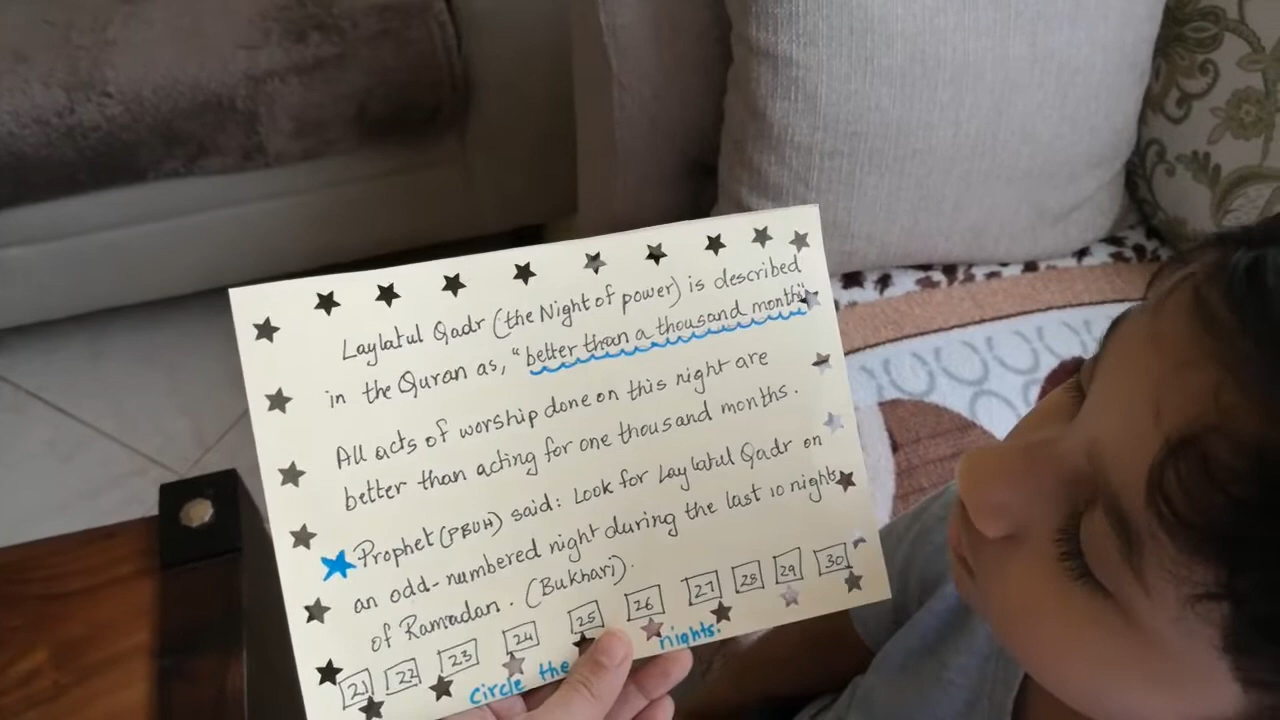 Laylatul Qadr (the Night of power) is described
in the Quran as, "better than a thousand months"
All acts of worship done on this night are
better than acting for one thousand months.
Prophet (PBUH) said: Look for Laylatul Qadr on
an odd-numbered night during the last 10 nights
of Ramadan. (Bukhari).
21 22 23 24 25 26 27 28 29 30
Circle the nights.